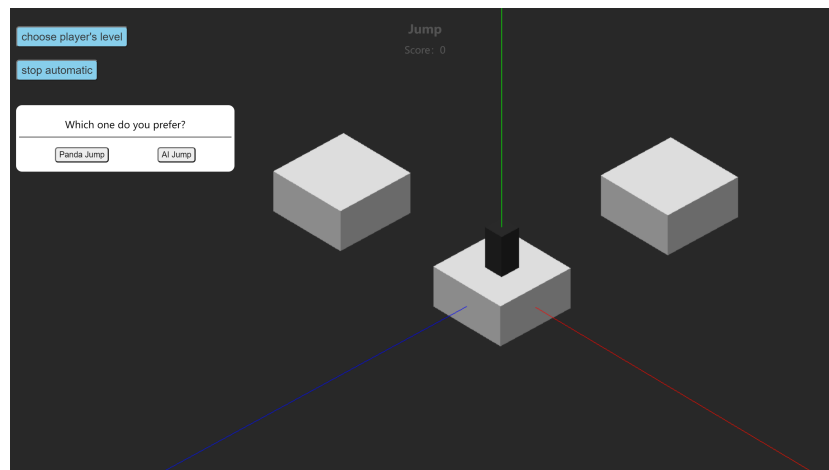 choose player's level
stop automatic
Jump
Score: 0
Which one do you prefer?
Panda Jump
AI Jump